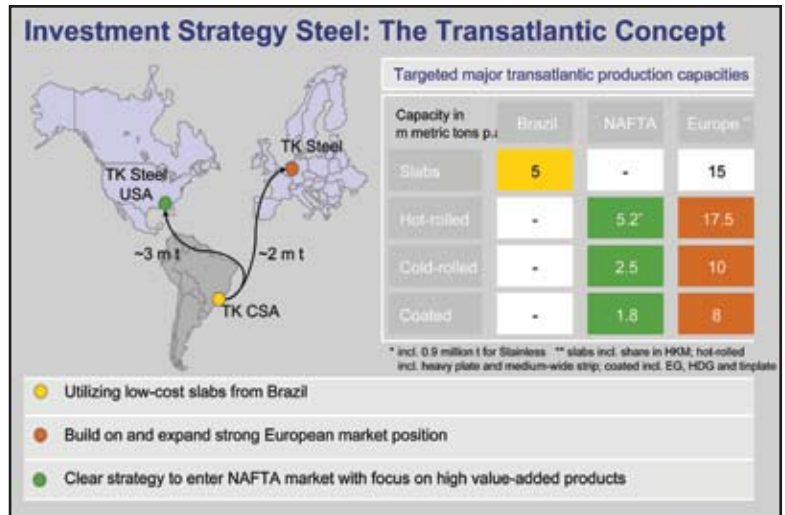 Investment Strategy Steel: The Transatlantic Concept
Targeted major transatlantic production capacities
Capacity in
m metric tons p.a
Brazil
NAFTA
Europe **
Slabs
5
-
15
Hot-rolled
-
5.2*
17.5
Cold-rolled
-
2.5
10
Coated
-
1.8
8
* incl. 0.9 million t for Stainless ** slabs incl. share in HKM; hot-rolled
incl. heavy plate and medium-wide strip; coated incl. EG, HDG and tinplate
TK Steel
TK Steel
USA
~3 m t
~2 m t
TK CSA
Utilizing low-cost slabs from Brazil
Build on and expand strong European market position
Clear strategy to enter NAFTA market with focus on high value-added products